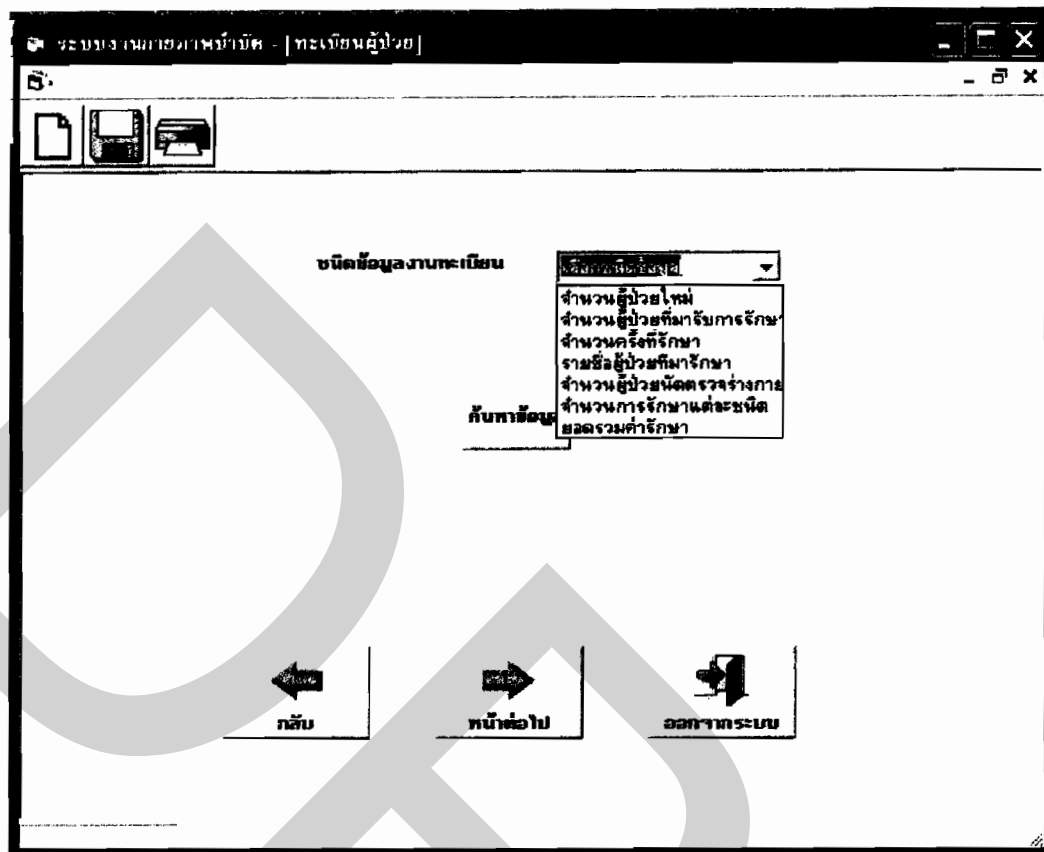 ระบบงานกายภาพบำบัด - [ทะเบียนผู้ป่วย]
ชนิดข้อมูลงานทะเบียน
จำนวนผู้ป่วยใหม่
จำนวนผู้ป่วยที่มารับการรักษา
จำนวนครั้งที่รักษา
รายชื่อผู้ป่วยที่มารักษา
จำนวนผู้ป่วยนัดตรวจร่างกาย
จำนวนการรักษาแต่ละชนิด
ยอดรวมค่ารักษา
ค้นหาข้อมูล
กลับ
หน้าต่อไป
ออกจากระบบ